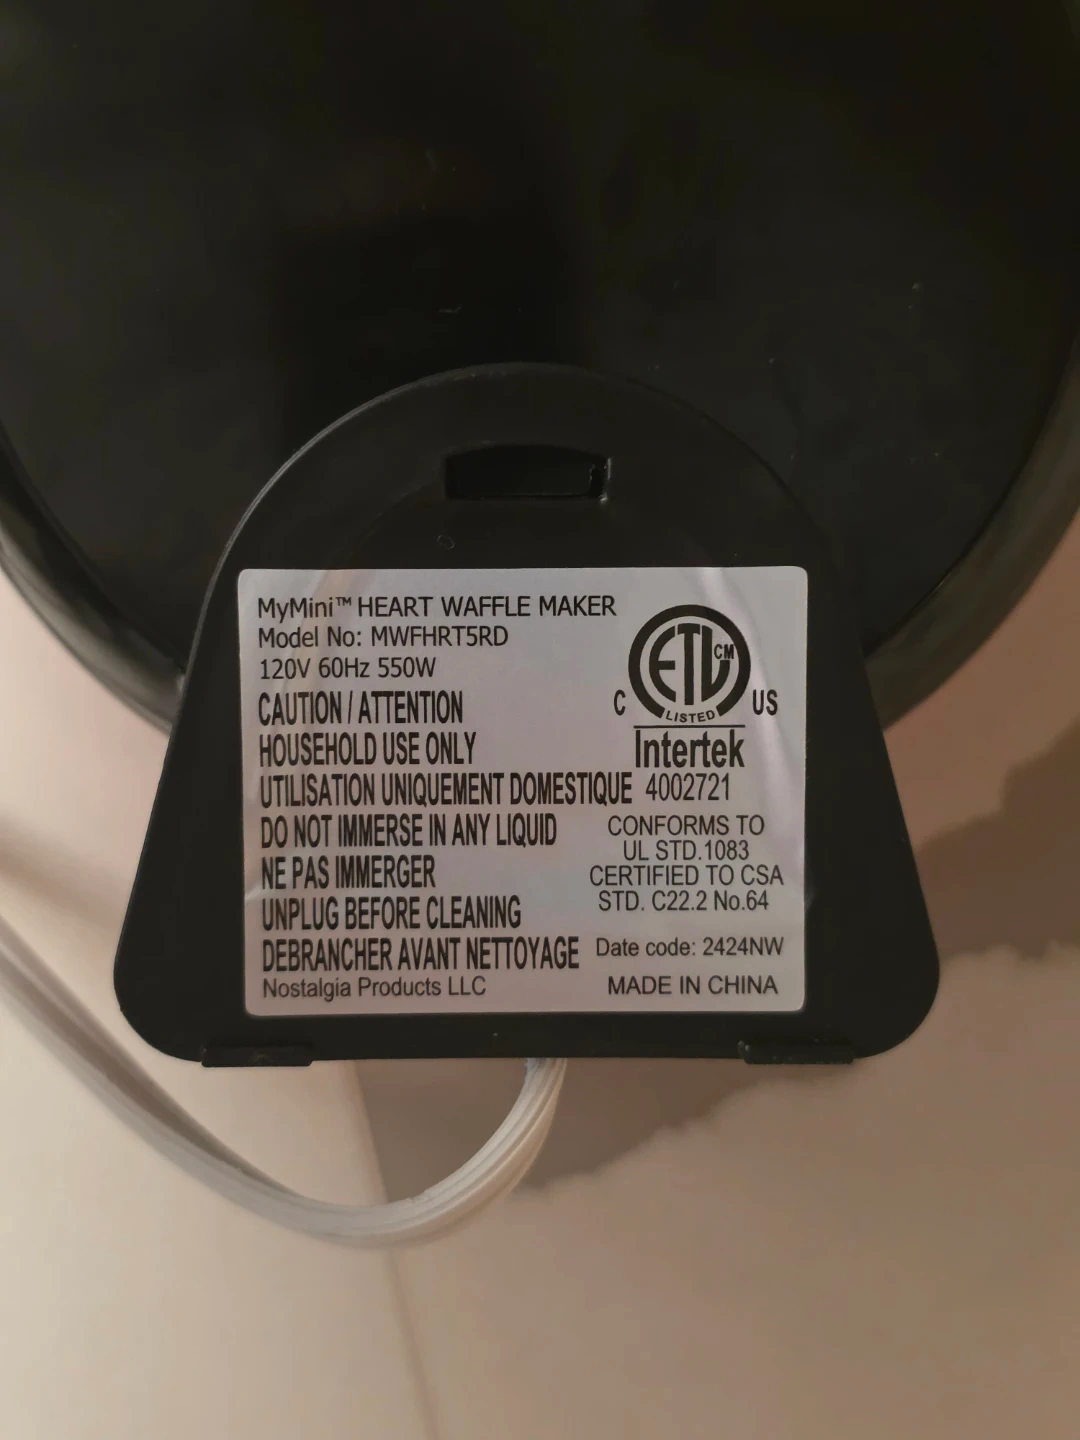 MyMini™ HEART WAFFLE MAKER
Model No: MWFHRT5RD
120V 60Hz 550W
CAUTION / ATTENTION
HOUSEHOLD USE ONLY
UTILISATION UNIQUEMENT DOMESTIQUE
DO NOT IMMERSE IN ANY LIQUID
NE PAS IMMERGER
UNPLUG BEFORE CLEANING
DEBRANCHER AVANT NETTOYAGE
Nostalgia Products LLC
ETL CM
C LISTED US
Intertek
4002721
CONFORMS TO
UL STD.1083
CERTIFIED TO CSA
STD. C22.2 No.64
Date code: 2424NW
MADE IN CHINA